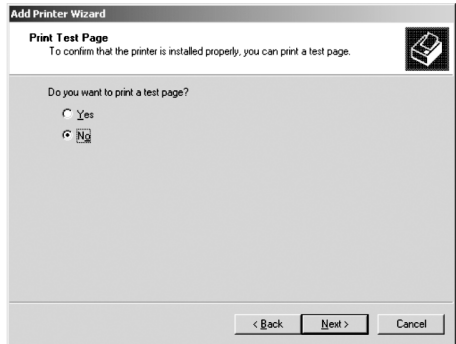 Add Printer Wizard
Print Test Page
To confirm that the printer is installed properly, you can print a test page.
Do you want to print a test page?
Yes
No
< Back Next > Cancel